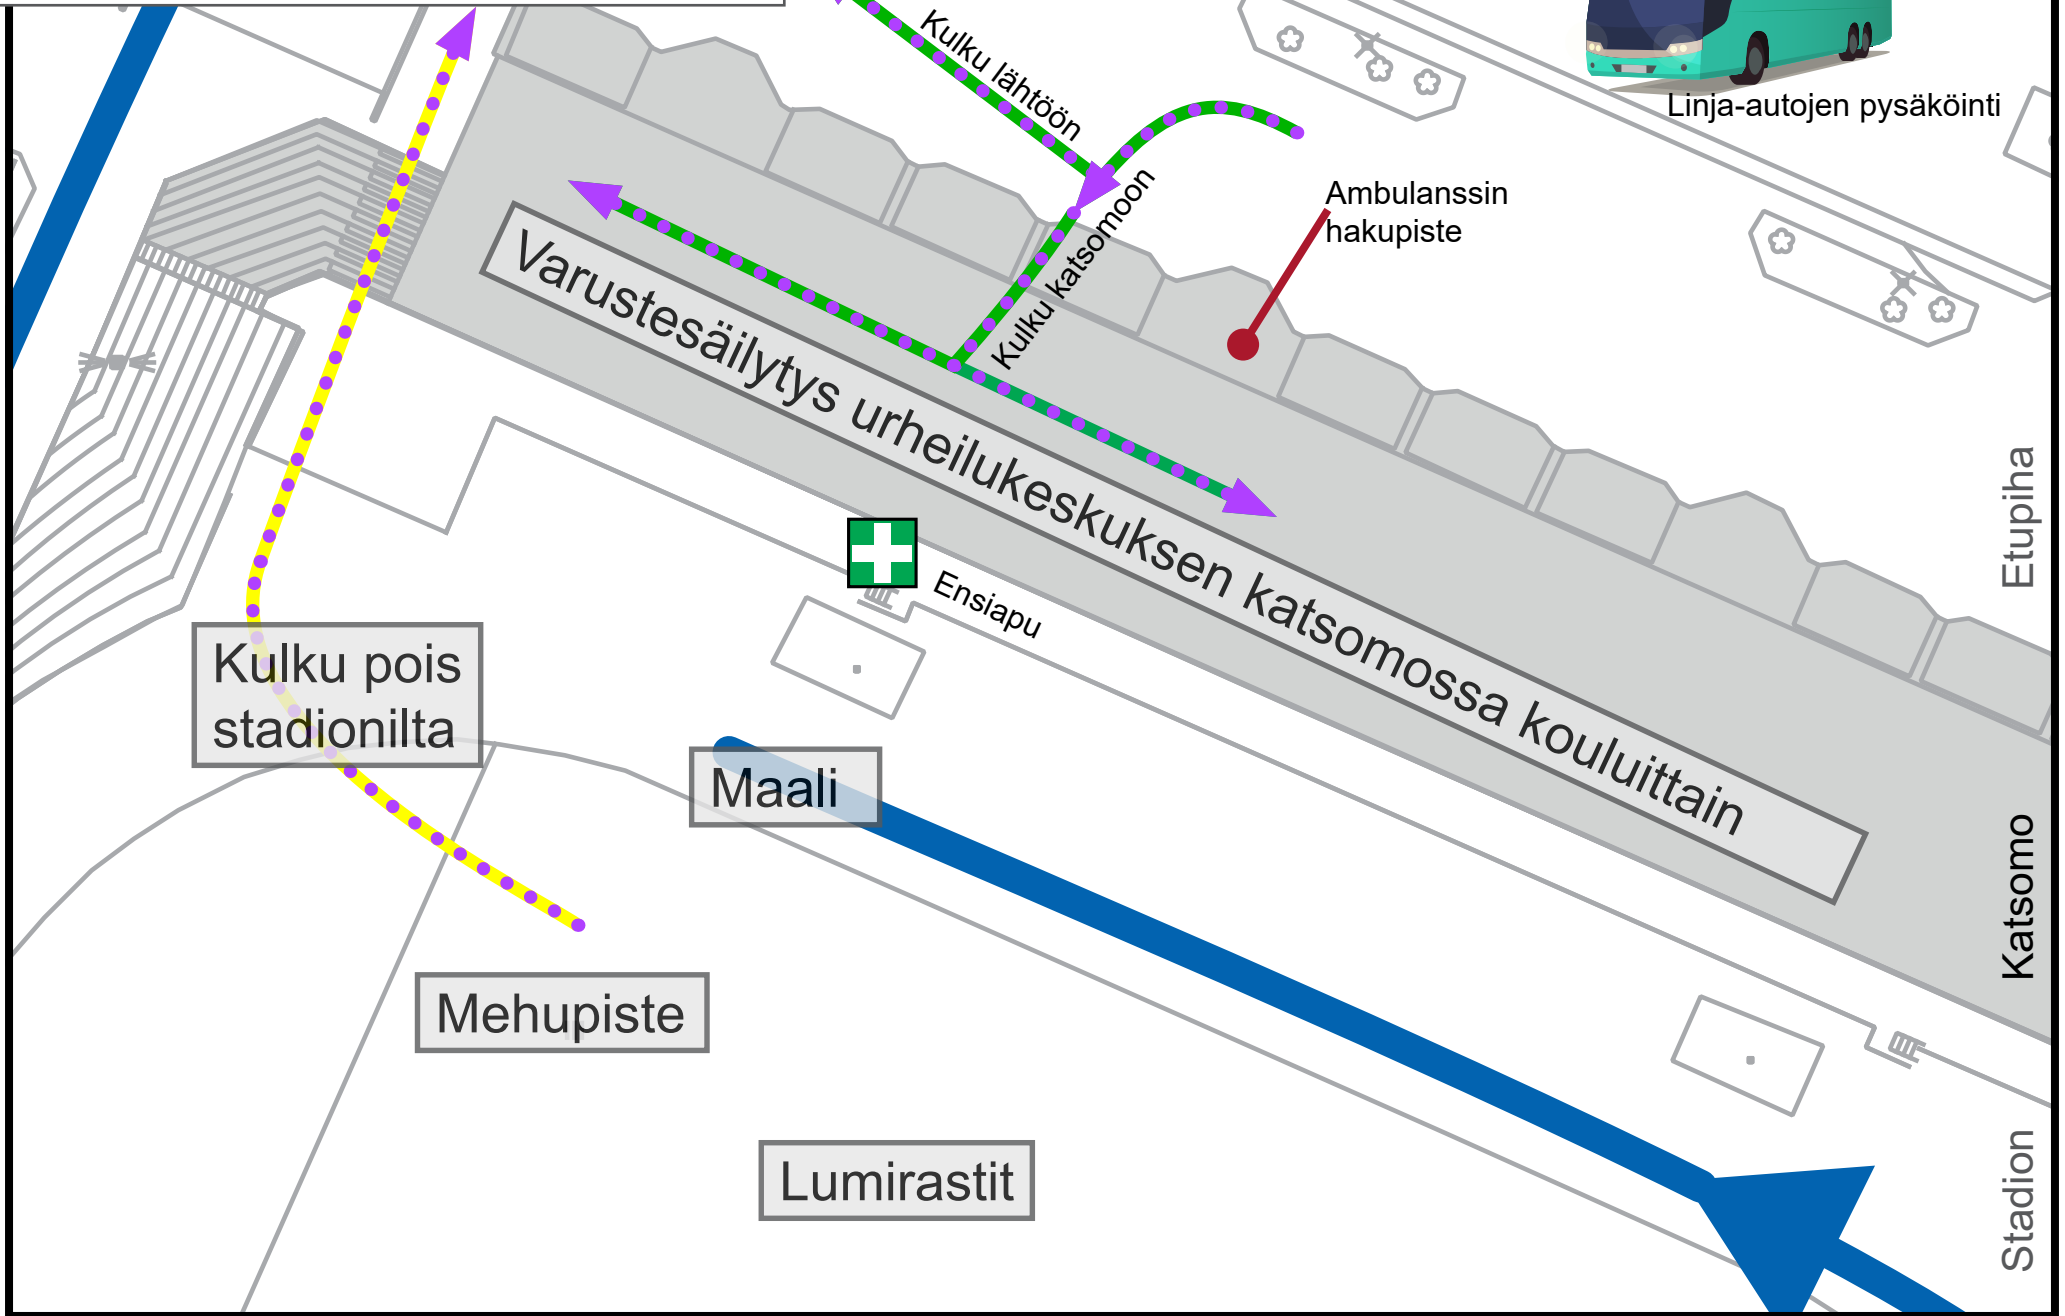 Kulku lähtöön
Linja-autojen pysäköinti
Kulku katsomoon
Ambulanssin
hakupiste
Varustesäilytys urheilukeskuksen katsomossa kouluittain
Etupiha
Ensiapu
Kulku pois
stadionilta
Maali
Katsomo
Mehupiste
Lumirastit
Stadion